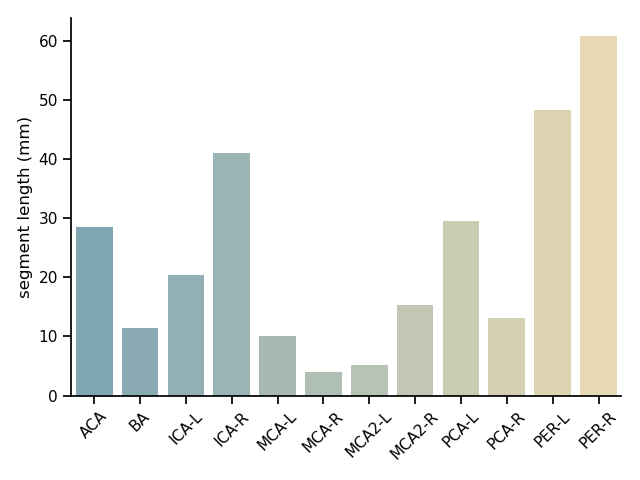 segment length (mm)
60
50
40
30
20
10
0
ACA
BA
ICA-L
ICA-R
MCA-L
MCA-R
MCA2-L
MCA2-R
PCA-L
PCA-R
PER-L
PER-R